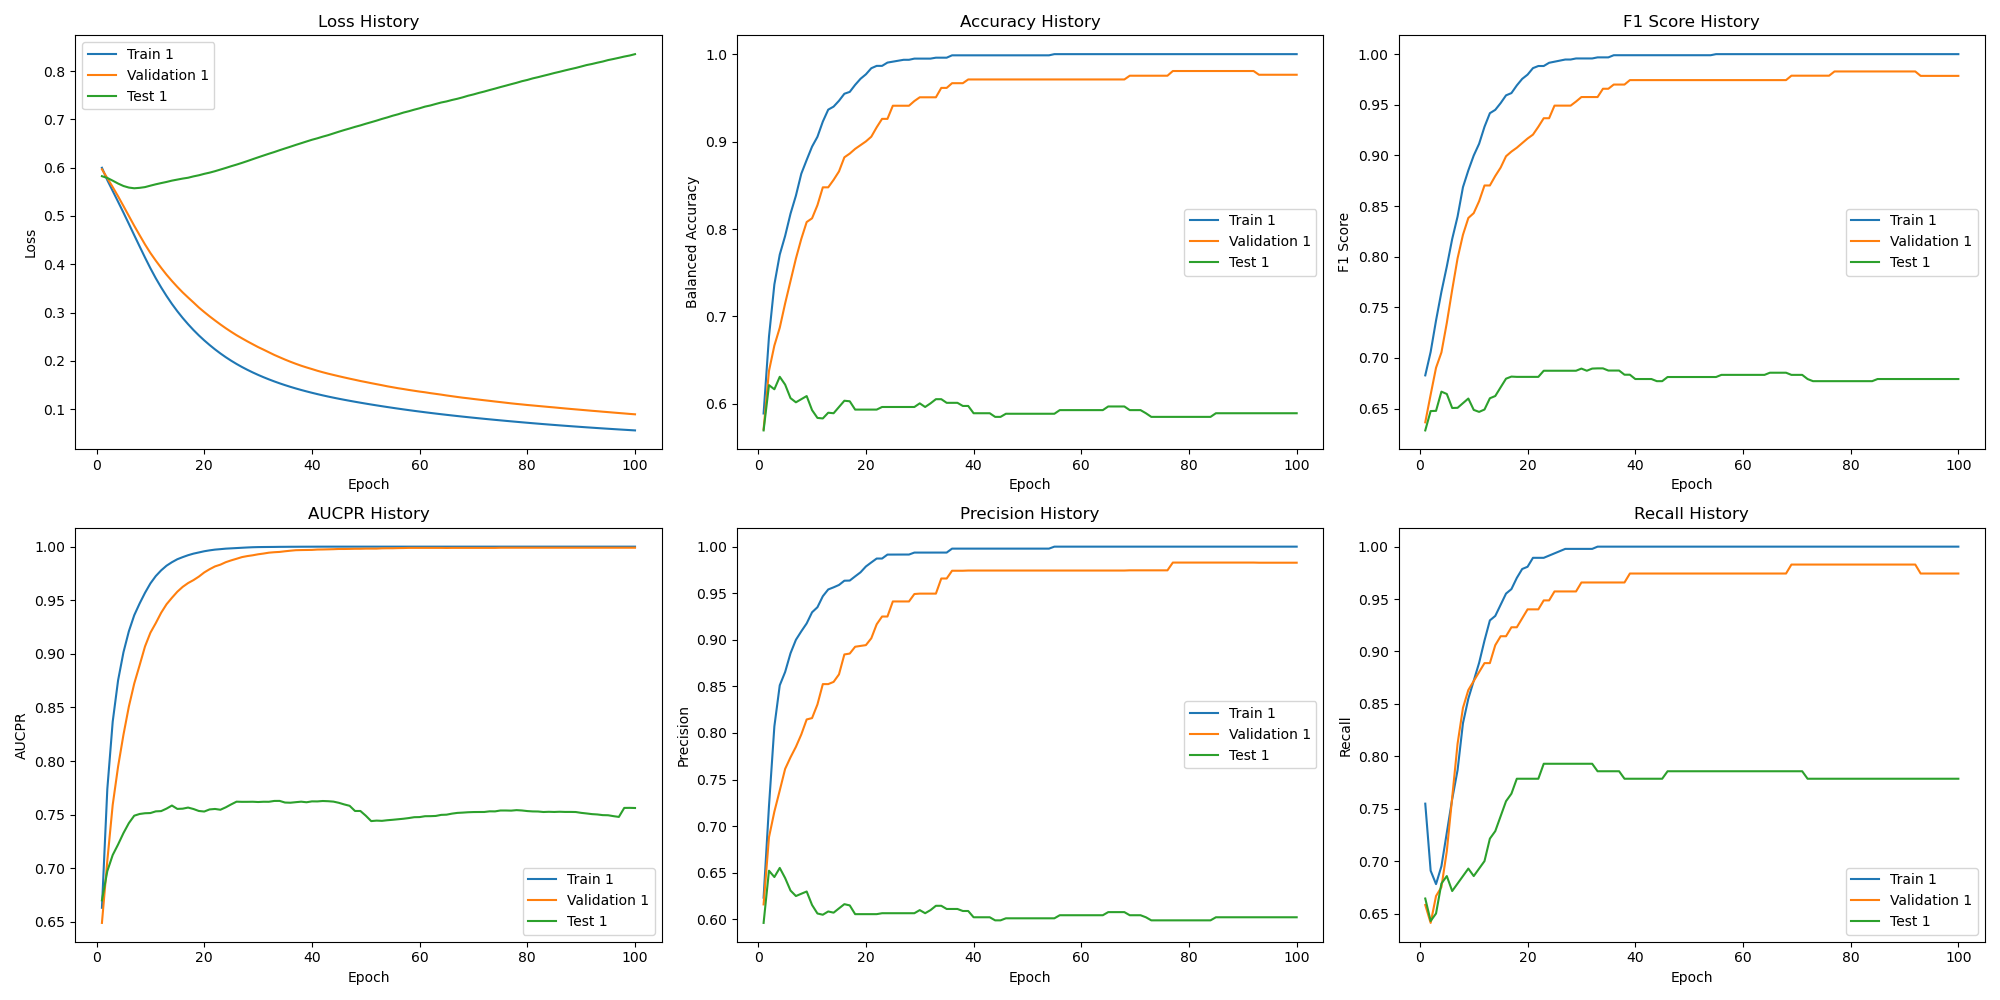 Loss History
Train 1
Validation 1
Test 1
0.8
0.7
0.6
0.5
0.4
0.3
0.2
0.1
Loss
0 20 40 60 80 100
Epoch
Accuracy History
1.0
0.9
0.8
0.7
0.6
Balanced Accuracy
Train 1
Validation 1
Test 1
0 20 40 60 80 100
Epoch
F1 Score History
1.00
0.95
0.90
0.85
0.80
0.75
0.70
0.65
F1 Score
Train 1
Validation 1
Test 1
0 20 40 60 80 100
Epoch
AUCPR History
1.00
0.95
0.90
0.85
0.80
0.75
0.70
0.65
AUCPR
Train 1
Validation 1
Test 1
0 20 40 60 80 100
Epoch
Precision History
1.00
0.95
0.90
0.85
0.80
0.75
0.70
0.65
0.60
Precision
Train 1
Validation 1
Test 1
0 20 40 60 80 100
Epoch
Recall History
1.00
0.95
0.90
0.85
0.80
0.75
0.70
0.65
Recall
Train 1
Validation 1
Test 1
0 20 40 60 80 100
Epoch